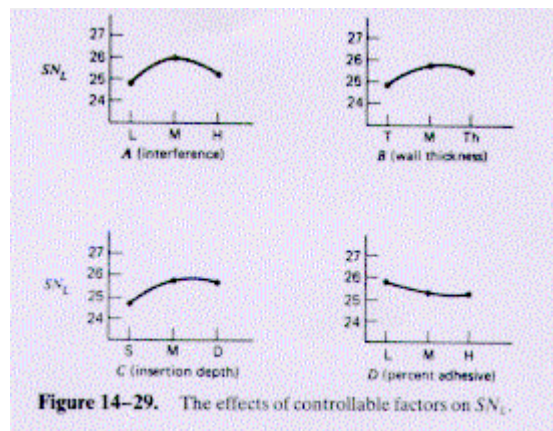 27
26
25
24
SN_L
L M H
A (interference)
27
26
25
24
T M Th
B (wall thickness)
27
26
25
24
SN_L
S M D
C (insertion depth)
27
26
25
24
L M H
D (percent adhesive)
Figure 14–29. The effects of controllable factors on SN_L.